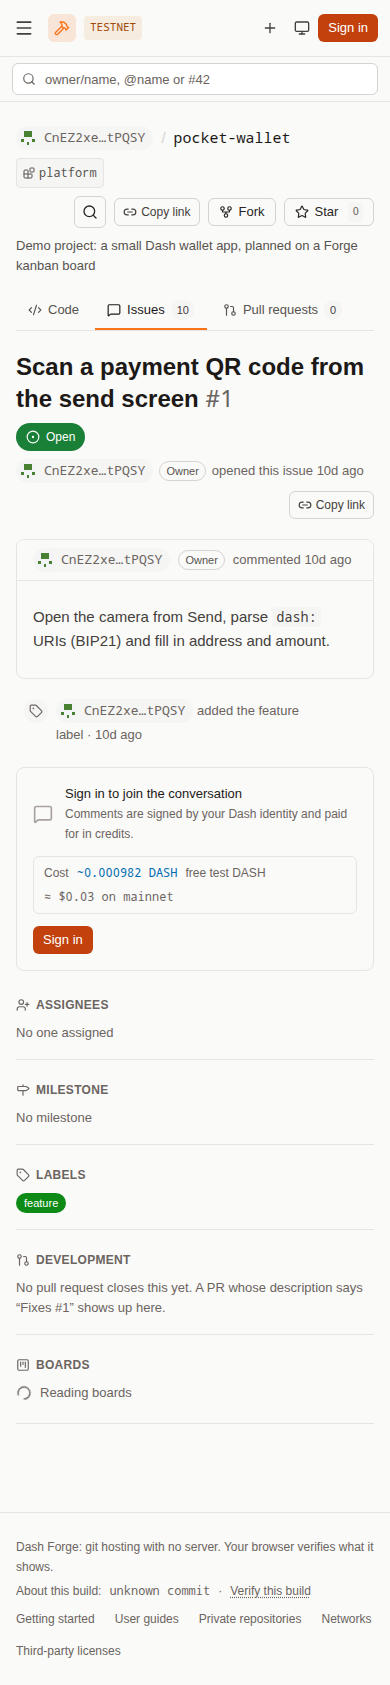 TESTNET
Sign in
owner/name, @name or #42
CnEZ2xe…tPQSY / pocket-wallet
platform
Copy link
Fork
Star 0
Demo project: a small Dash wallet app, planned on a Forge
kanban board
Code
Issues 10
Pull requests 0
Scan a payment QR code from
the send screen #1
Open
CnEZ2xe…tPQSY Owner opened this issue 10d ago
Copy link
CnEZ2xe…tPQSY Owner commented 10d ago
Open the camera from Send, parse dash:
URIs (BIP21) and fill in address and amount.
CnEZ2xe…tPQSY added the feature
label · 10d ago
Sign in to join the conversation
Comments are signed by your Dash identity and paid
for in credits.
Cost ~0.000982 DASH free test DASH
≈ $0.03 on mainnet
Sign in
ASSIGNEES
No one assigned
MILESTONE
No milestone
LABELS
feature
DEVELOPMENT
No pull request closes this yet. A PR whose description says
“Fixes #1” shows up here.
BOARDS
Reading boards
Dash Forge: git hosting with no server. Your browser verifies what it
shows.
About this build: unknown commit · Verify this build
Getting started User guides Private repositories Networks
Third-party licenses